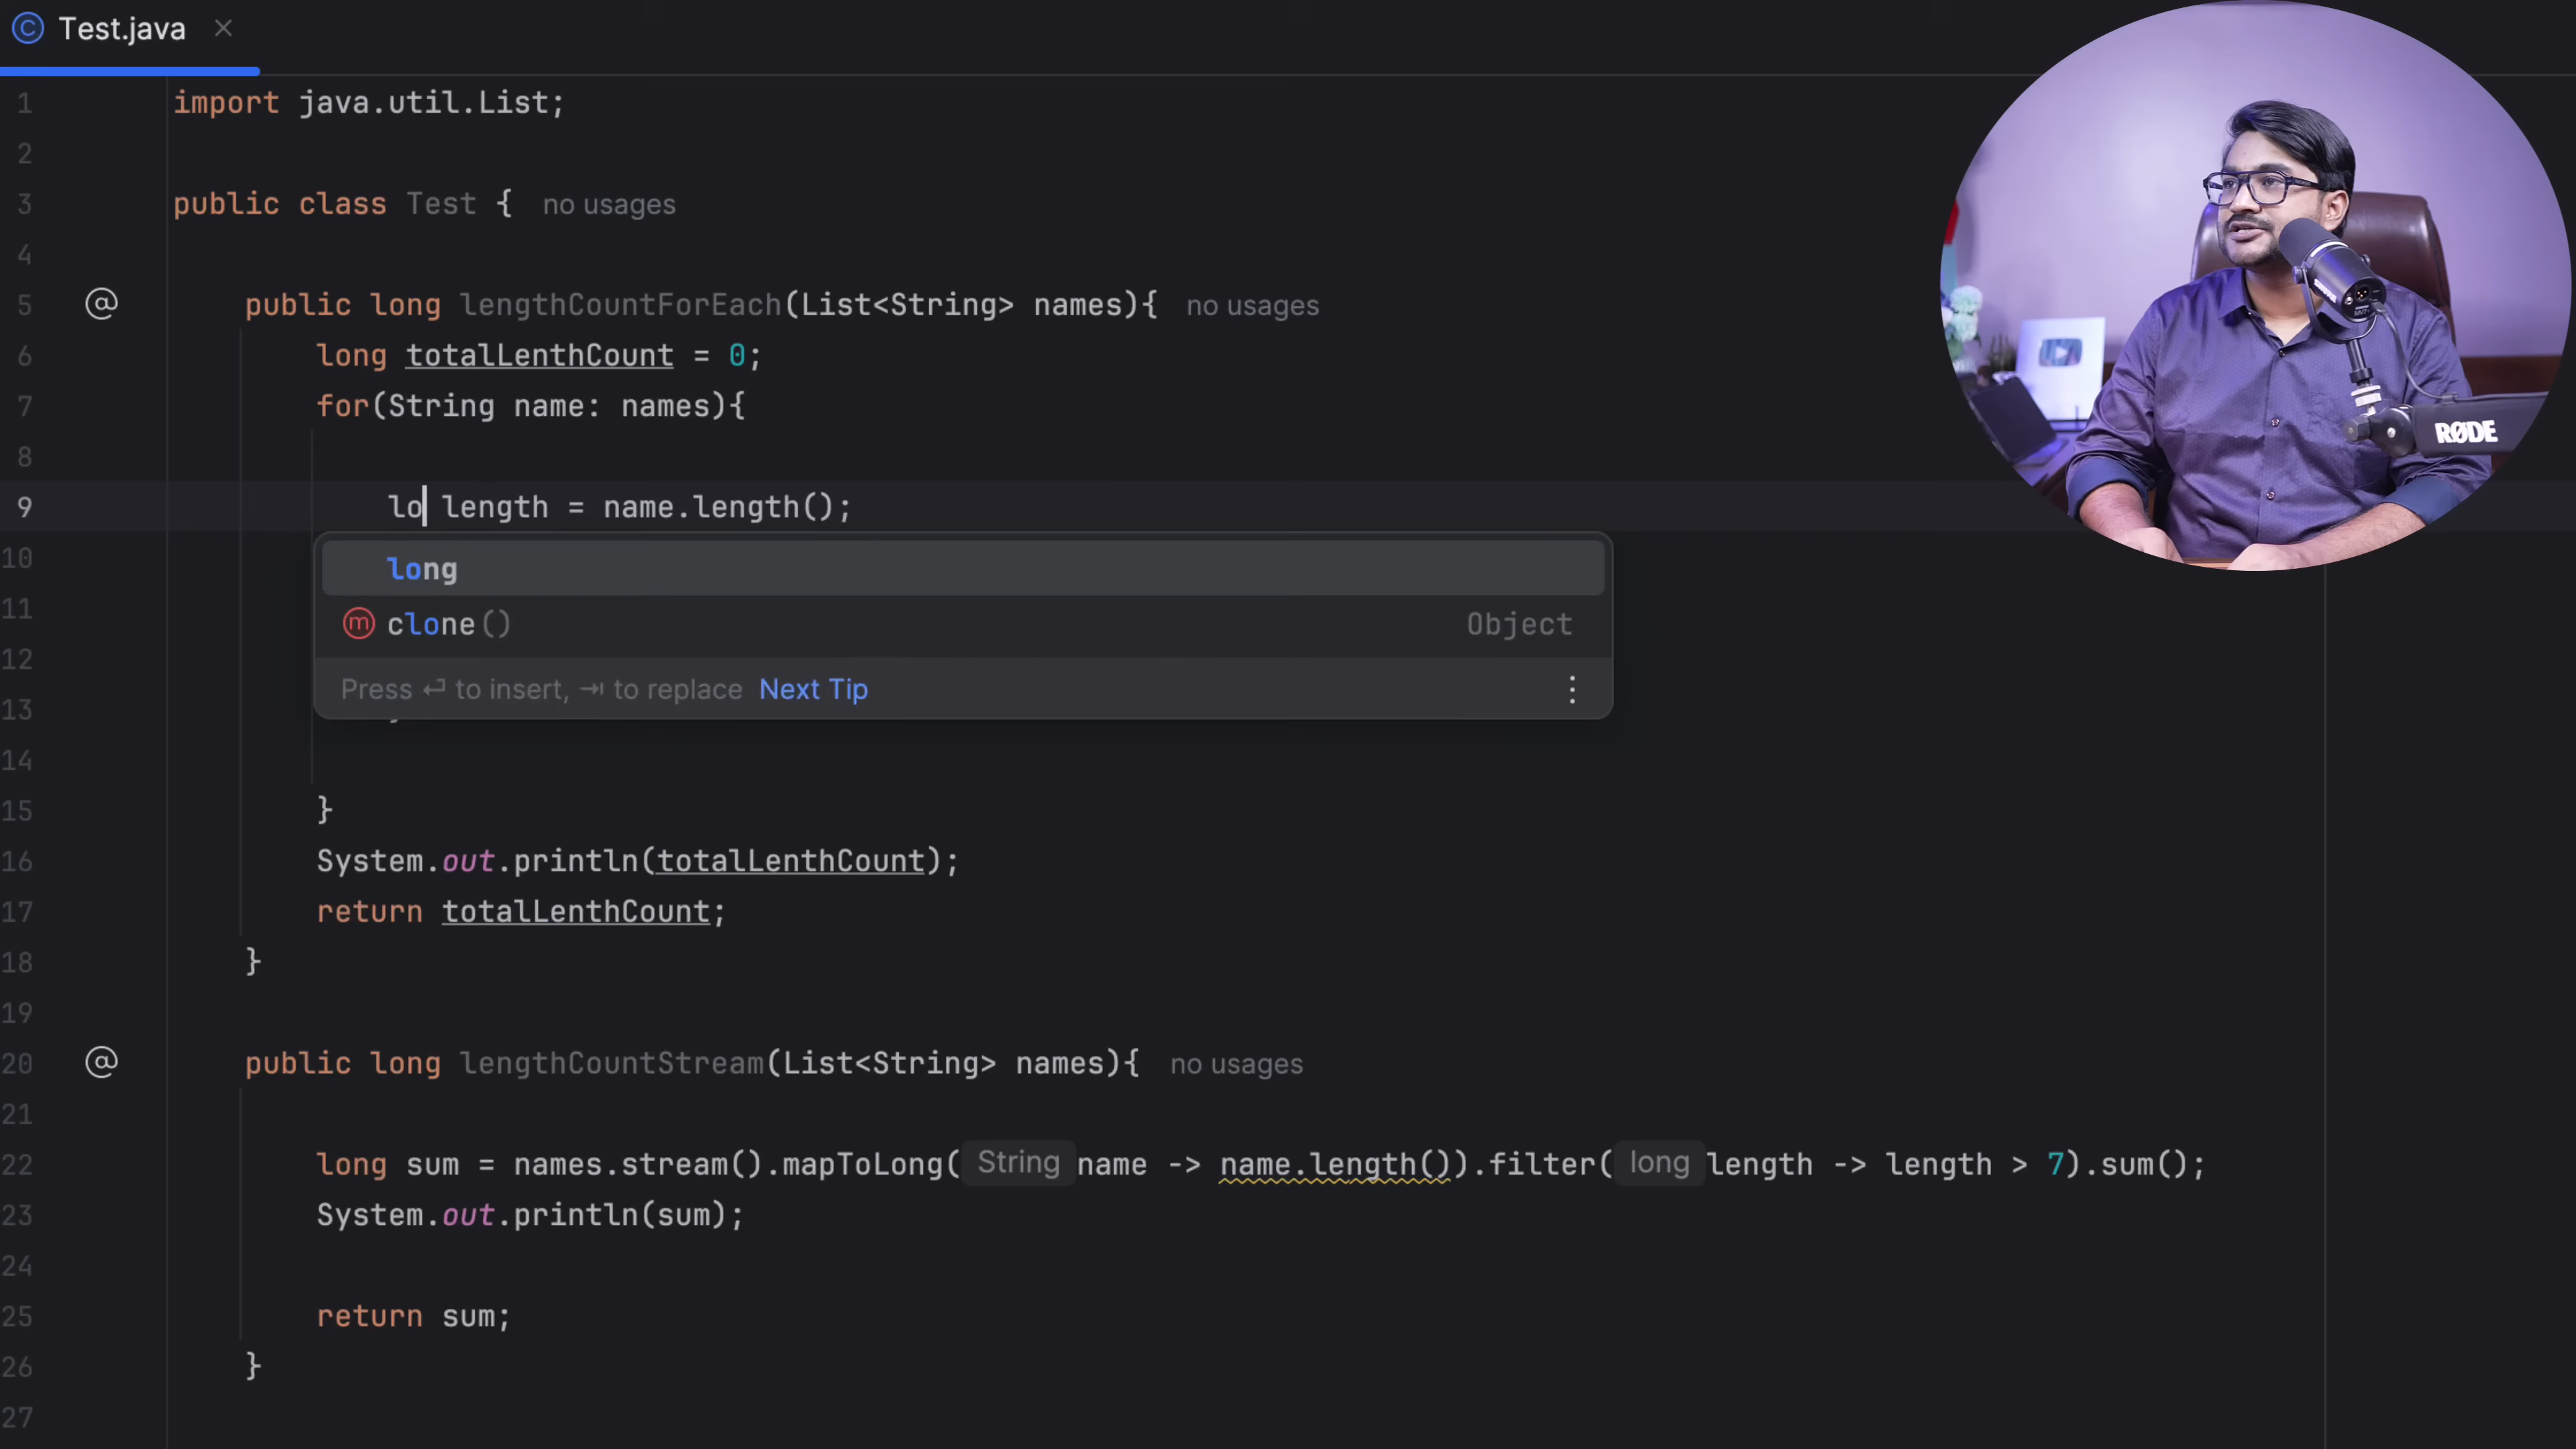 Test.java
1 import java.util.List;
2
3 public class Test { no usages
4
5 @ public long lengthCountForEach(List<String> names){ no usages
6 long totalLenthCount = 0;
7 for(String name: names){
8
9 lo length = name.length();
10 long
11 clone() Object
12
13 Press ↵ to insert, ⇥ to replace Next Tip
14
15 }
16 System.out.println(totalLenthCount);
17 return totalLenthCount;
18 }
19
20 @ public long lengthCountStream(List<String> names){ no usages
21
22 long sum = names.stream().mapToLong( String name -> name.length()).filter( long length -> length > 7).sum();
23 System.out.println(sum);
24
25 return sum;
26 }
27
RØDE